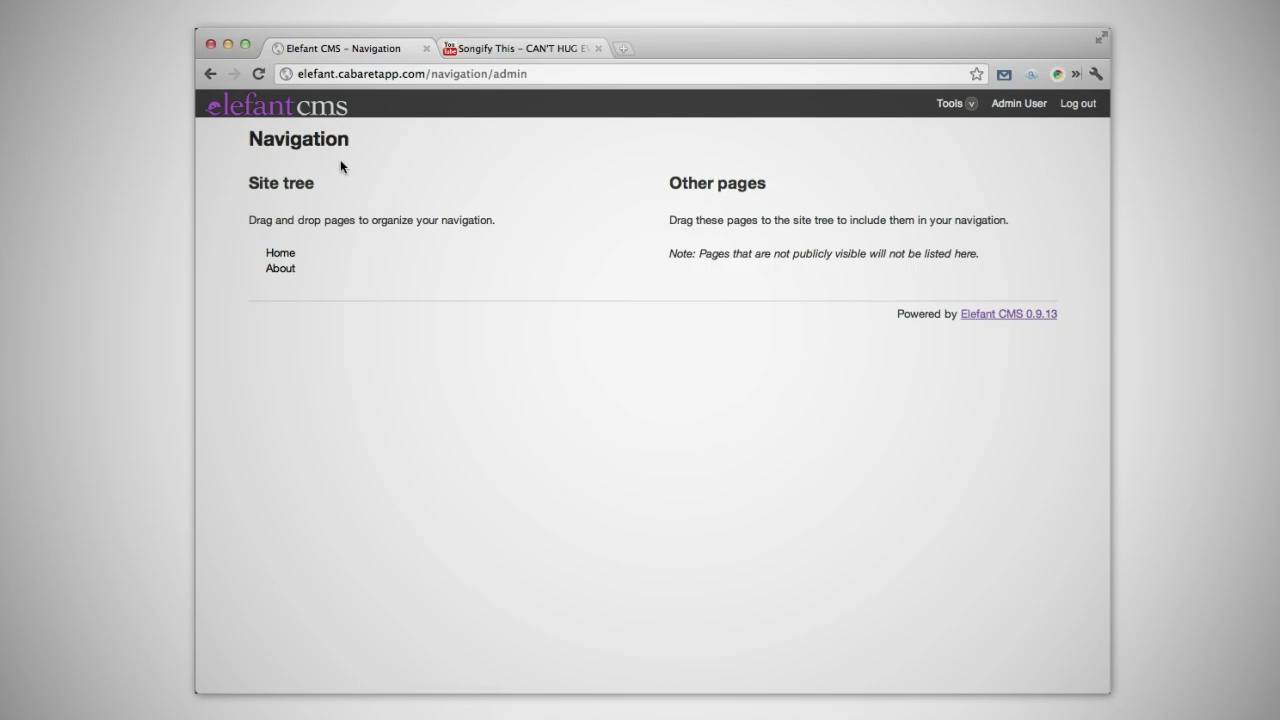 Elefant CMS – Navigation
You Tube Songify This – CAN'T HUG E
elefant.cabaretapp.com/navigation/admin
elefant cms
Tools v Admin User Log out
Navigation
Site tree
Other pages
Drag and drop pages to organize your navigation.
Drag these pages to the site tree to include them in your navigation.
Home
Note: Pages that are not publicly visible will not be listed here.
About
Powered by Elefant CMS 0.9.13